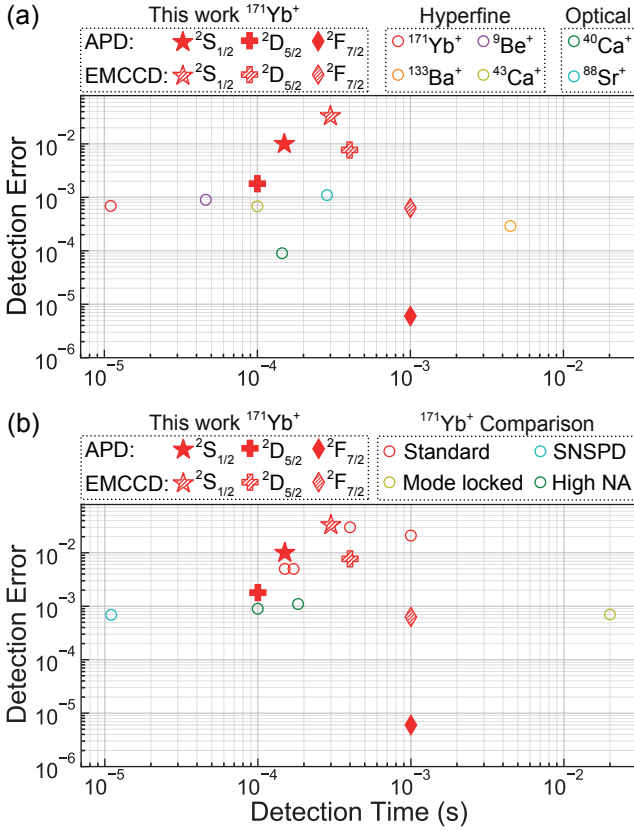 (a) This work ¹⁷¹Yb⁺ Hyperfine Optical
APD: ²S₁/₂ ²D₅/₂ ²F₇/₂ ¹⁷¹Yb⁺ ⁹Be⁺ ⁴⁰Ca⁺
EMCCD: ²S₁/₂ ²D₅/₂ ²F₇/₂ ¹³³Ba⁺ ⁴³Ca⁺ ⁸⁸Sr⁺
Detection Error
10⁻²
10⁻³
10⁻⁴
10⁻⁵
10⁻⁶
10⁻⁵ 10⁻⁴ 10⁻³ 10⁻²
(b) This work ¹⁷¹Yb⁺ ¹⁷¹Yb⁺ Comparison
APD: ²S₁/₂ ²D₅/₂ ²F₇/₂ Standard SNSPD
EMCCD: ²S₁/₂ ²D₅/₂ ²F₇/₂ Mode locked High NA
Detection Error
10⁻²
10⁻³
10⁻⁴
10⁻⁵
10⁻⁶
10⁻⁵ 10⁻⁴ 10⁻³ 10⁻²
Detection Time (s)